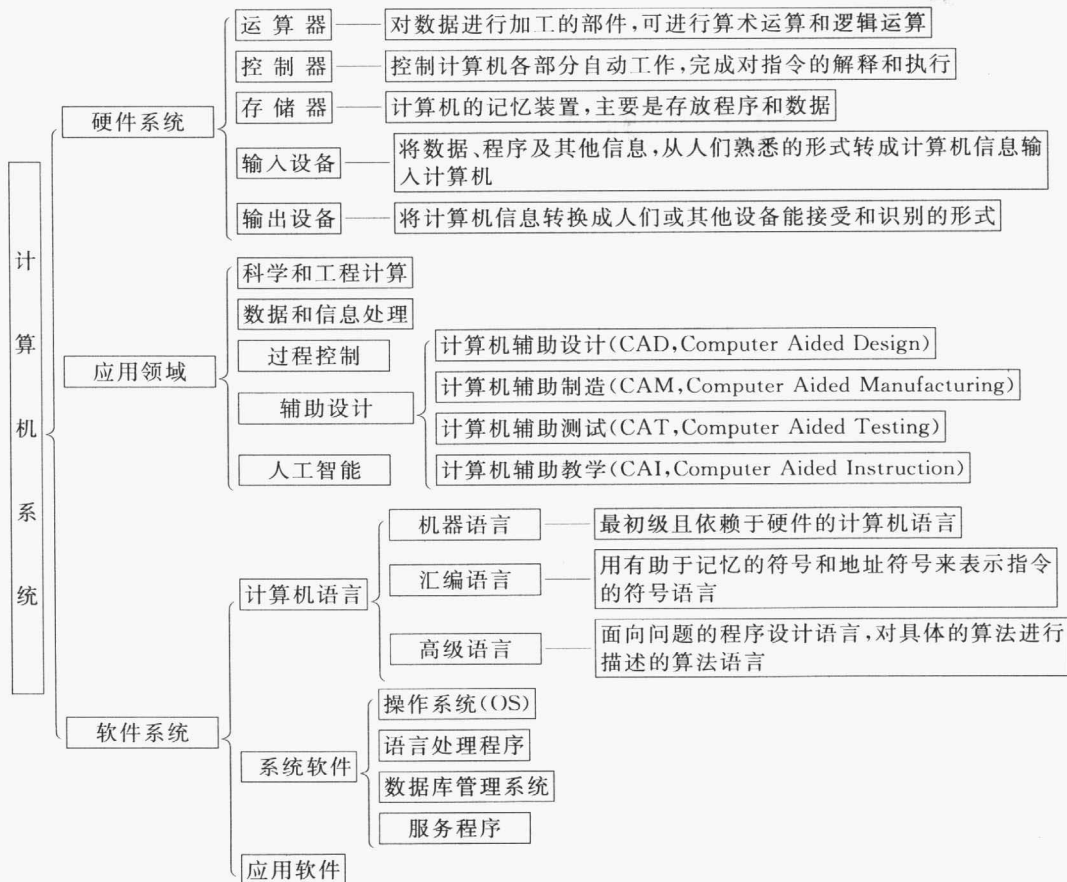 计算机系统
硬件系统
运算器
对数据进行加工的部件,可进行算术运算和逻辑运算
控制器
控制计算机各部分自动工作,完成对指令的解释和执行
存储器
计算机的记忆装置,主要是存放程序和数据
输入设备
将数据、程序及其他信息,从人们熟悉的形式转成计算机信息输
入计算机
输出设备
将计算机信息转换成人们或其他设备能接受和识别的形式
应用领域
科学和工程计算
数据和信息处理
过程控制
辅助设计
计算机辅助设计(CAD,Computer Aided Design)
计算机辅助制造(CAM,Computer Aided Manufacturing)
计算机辅助测试(CAT,Computer Aided Testing)
计算机辅助教学(CAI,Computer Aided Instruction)
人工智能
软件系统
计算机语言
机器语言
最初级且依赖于硬件的计算机语言
汇编语言
用有助于记忆的符号和地址符号来表示指令
的符号语言
高级语言
面向问题的程序设计语言,对具体的算法进行
描述的算法语言
系统软件
操作系统(OS)
语言处理程序
数据库管理系统
服务程序
应用软件